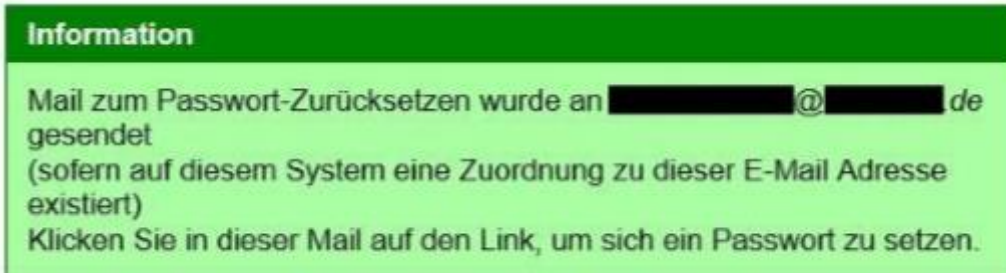 Information
Mail zum Passwort-Zurücksetzen wurde an @ .de
gesendet
(sofern auf diesem System eine Zuordnung zu dieser E-Mail Adresse
existiert)
Klicken Sie in dieser Mail auf den Link, um sich ein Passwort zu setzen.